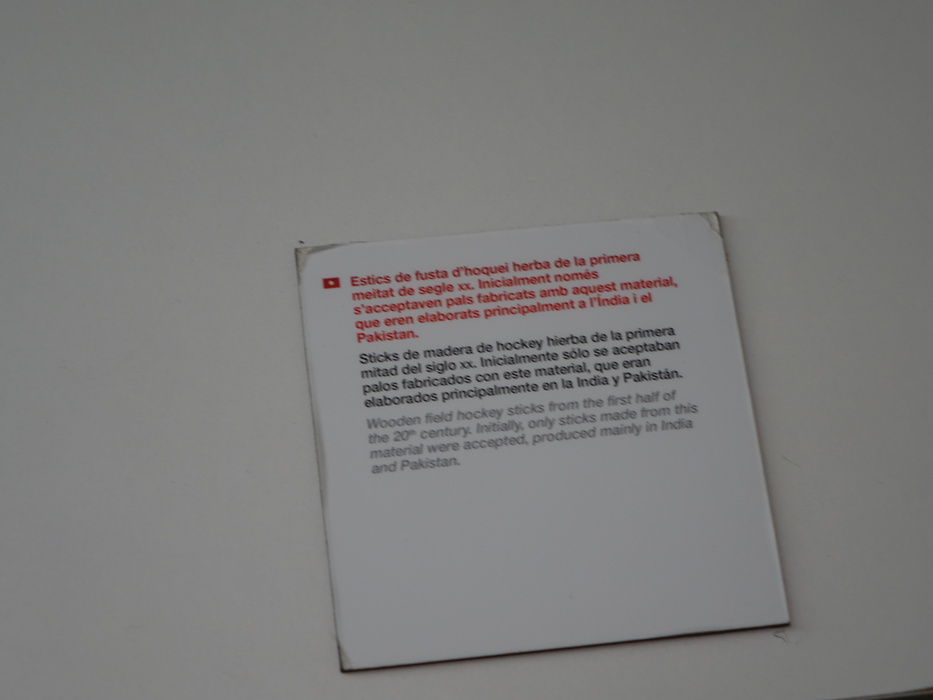 Estics de fusta d'hoquei herba de la primera
meitat de segle xx. Inicialment només
s'acceptaven pals fabricats amb aquest material,
que eren elaborats principalment a l'Índia i el
Pakistan.
Sticks de madera de hockey hierba de la primera
mitad del siglo xx. Inicialmente sólo se aceptaban
palos fabricados con este material, que eran
elaborados principalmente en la India y Pakistán.
Wooden field hockey sticks from the first half of
the 20th century. Initially, only sticks made from this
material were accepted, produced mainly in India
and Pakistan.